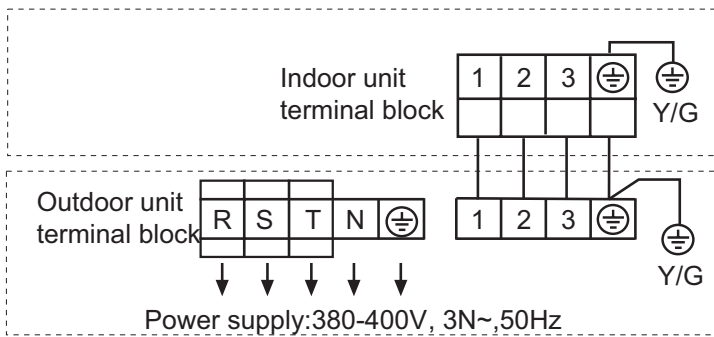 Indoor unit
terminal block
1 2 3
Y/G
Outdoor unit
terminal block
R S T N
1 2 3
Y/G
Power supply:380-400V, 3N~,50Hz